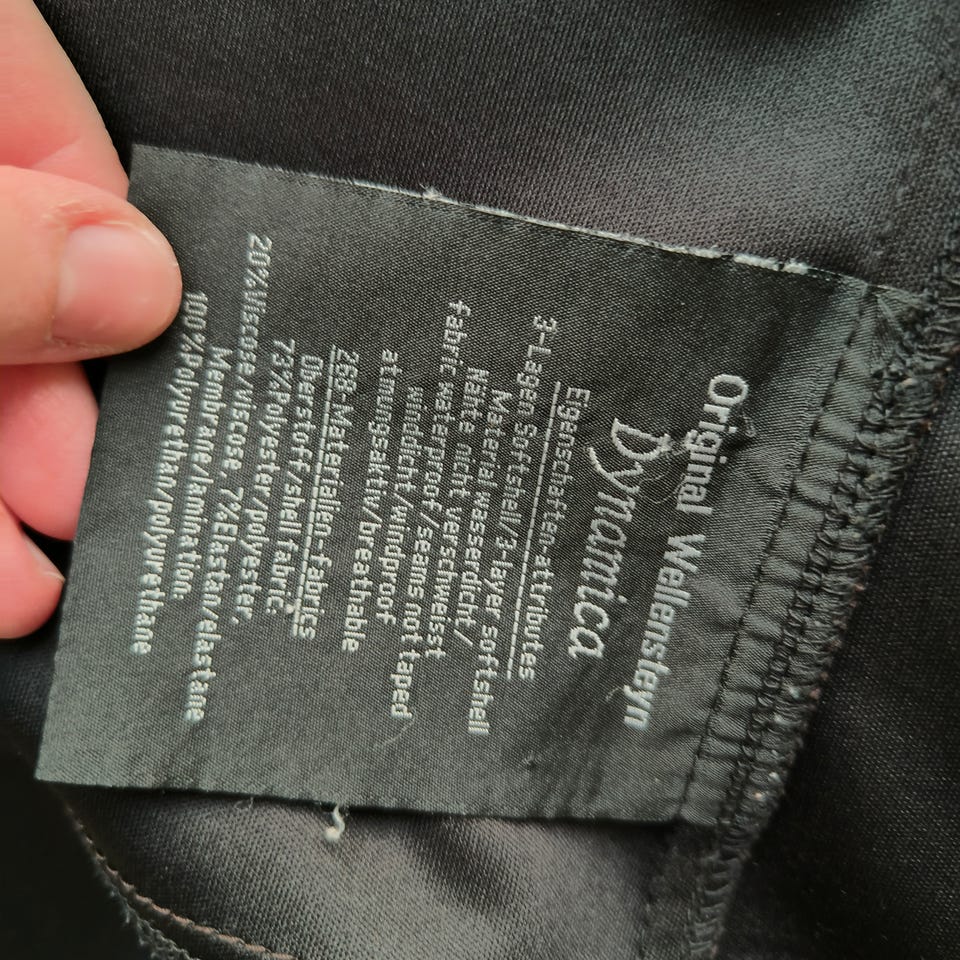 Original Wellensteyn
Dynamica
Eigenschaften-attributes
3-Lagen Softshell/3-layer softshell
Material wasserdicht/
Nähte nicht verschweisst
fabric waterproof/seams not taped
winddicht/windproof
atmungsaktiv/breathable
268-Materialien-fabrics
Oberstoff/shell fabric:
73%Polyester/polyester,
20%Viscose/viscose, 7%Elastan/elastane
Membrane/lamination
100%Polyurethan/polyurethane